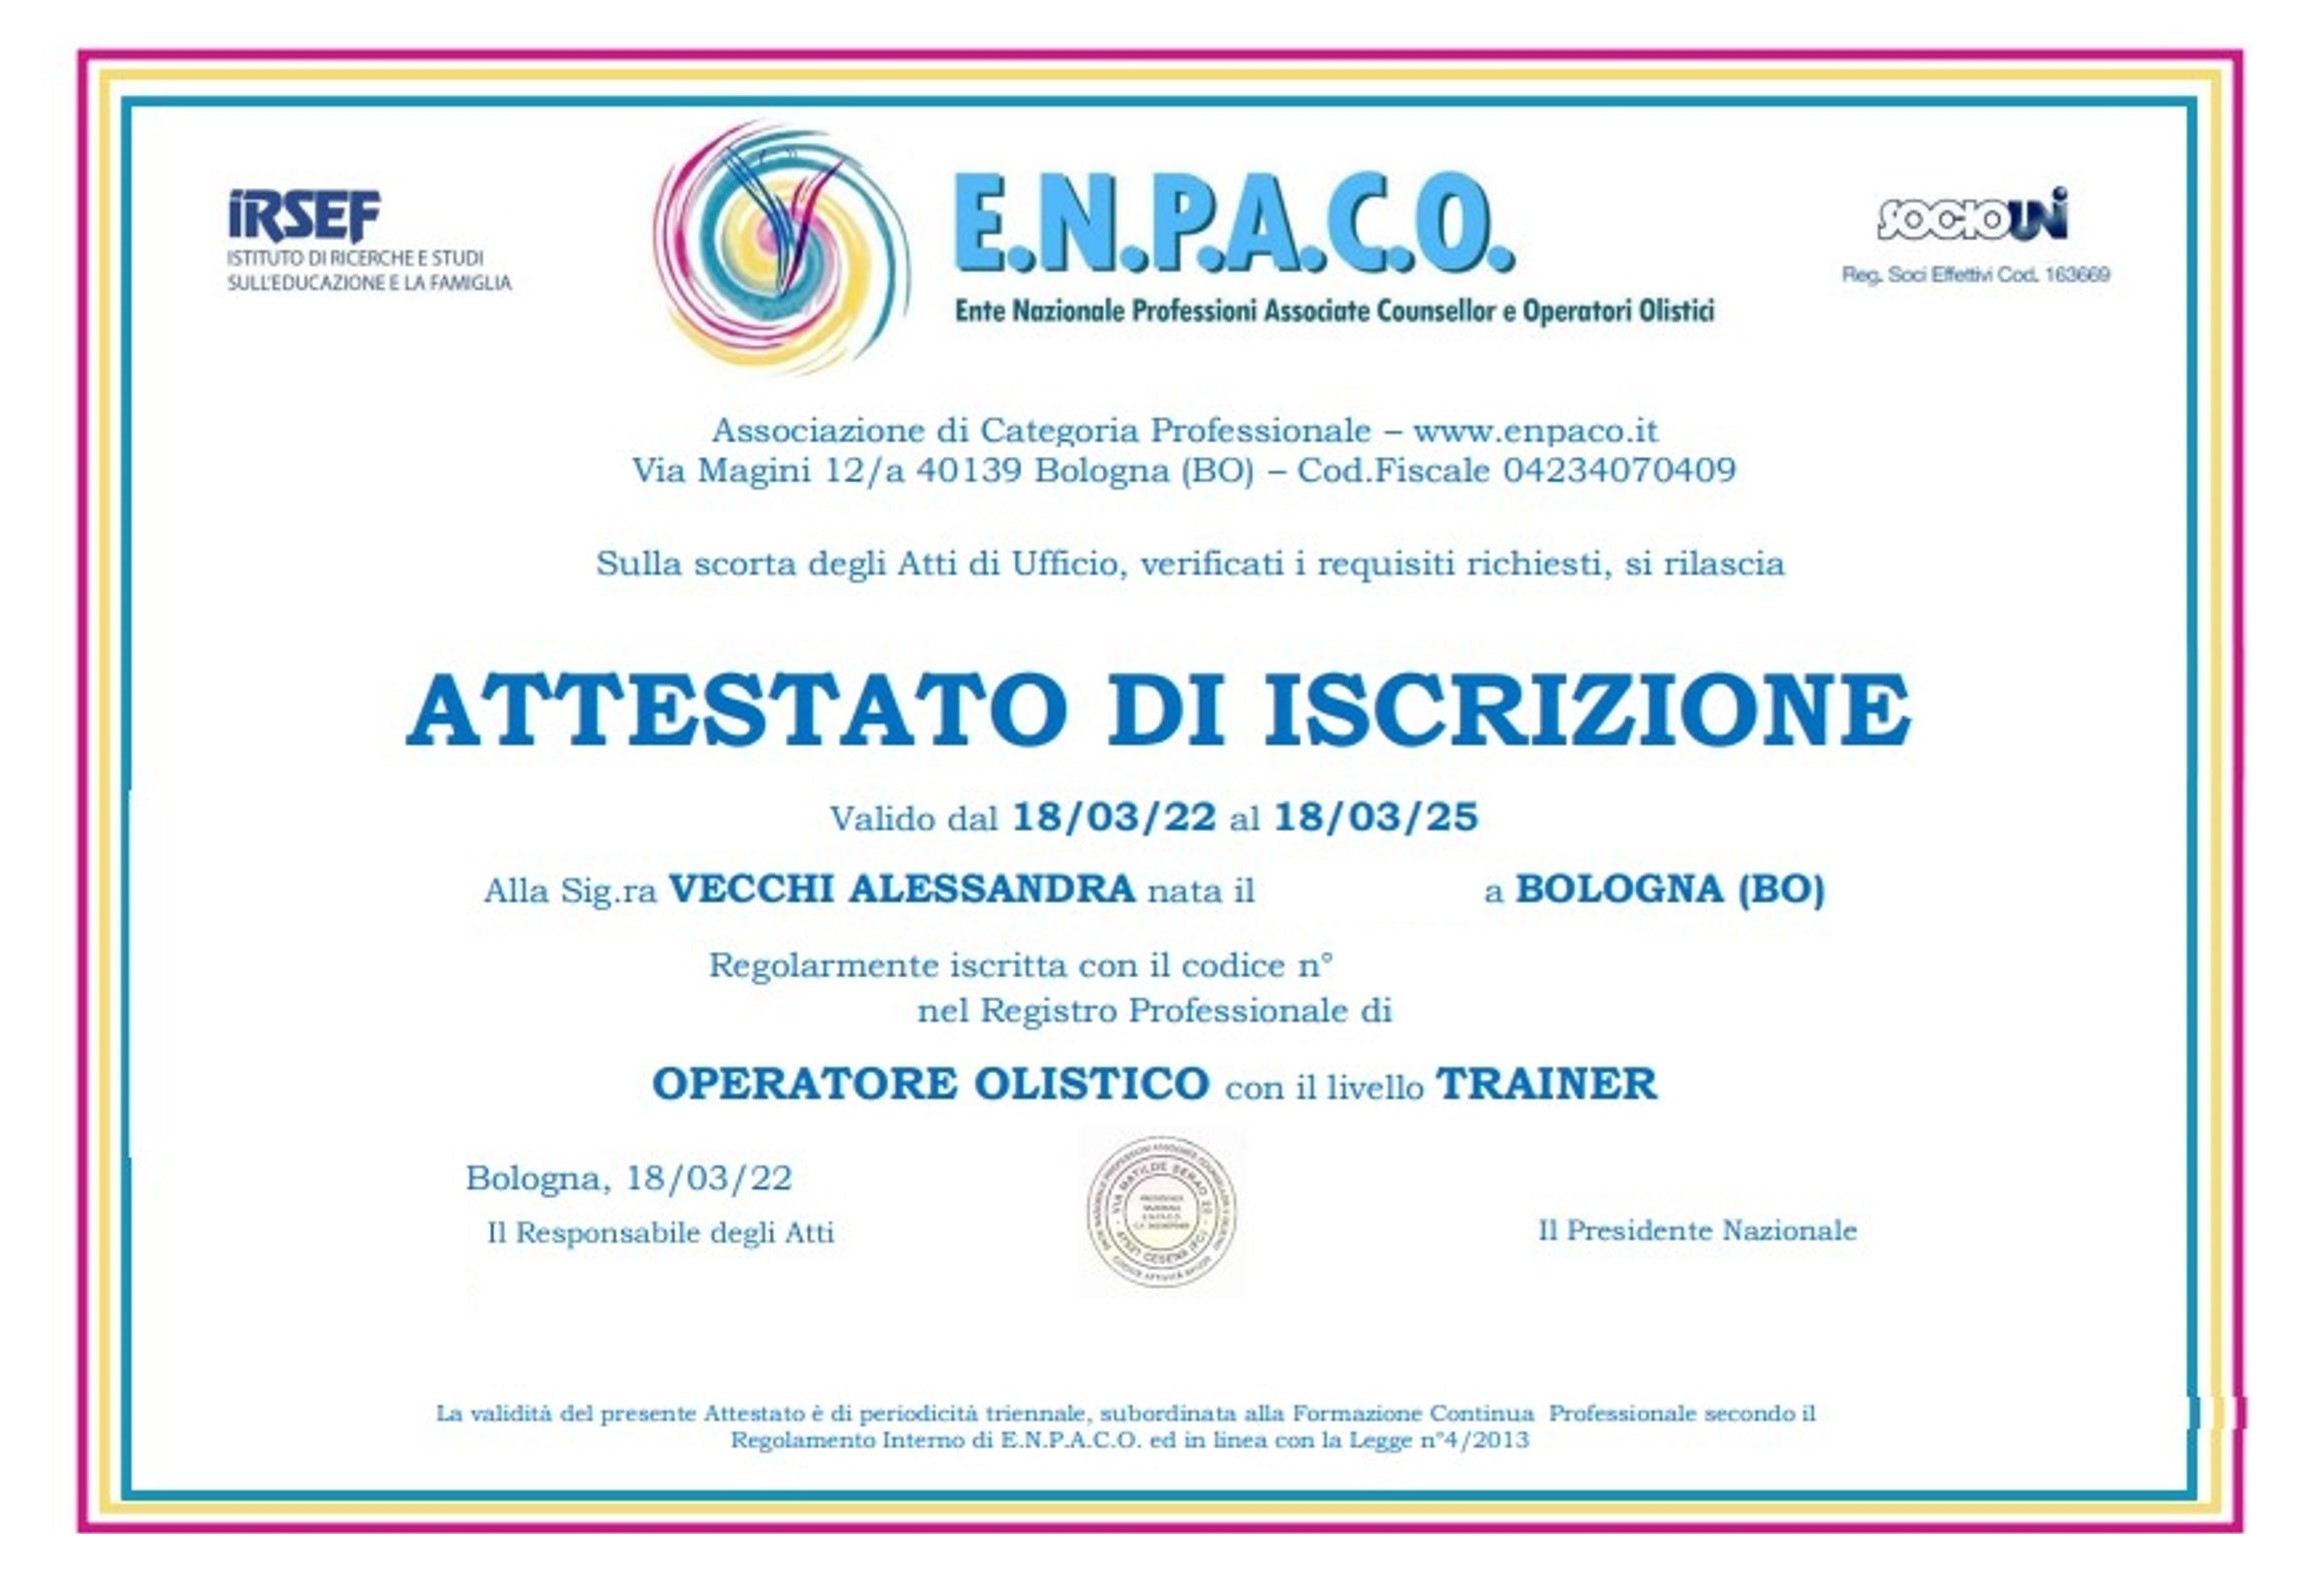 iRSEF
ISTITUTO DI RICERCHE E STUDI
SULL'EDUCAZIONE E LA FAMIGLIA
E.N.P.A.C.O.
Ente Nazionale Professioni Associate Counsellor e Operatori Olistici
SOCIOUNi
Reg. Soci Effettivi Cod. 163669
Associazione di Categoria Professionale – www.enpaco.it
Via Magini 12/a 40139 Bologna (BO) – Cod.Fiscale 04234070409
Sulla scorta degli Atti di Ufficio, verificati i requisiti richiesti, si rilascia
ATTESTATO DI ISCRIZIONE
Valido dal 18/03/22 al 18/03/25
Alla Sig.ra VECCHI ALESSANDRA nata il a BOLOGNA (BO)
Regolarmente iscritta con il codice n°
nel Registro Professionale di
OPERATORE OLISTICO con il livello TRAINER
Bologna, 18/03/22
Il Responsabile degli Atti
VIA MATILDE SERAO
CESENA (FC)
Il Presidente Nazionale
La validità del presente Attestato è di periodicità triennale, subordinata alla Formazione Continua Professionale secondo il
Regolamento Interno di E.N.P.A.C.O. ed in linea con la Legge n°4/2013